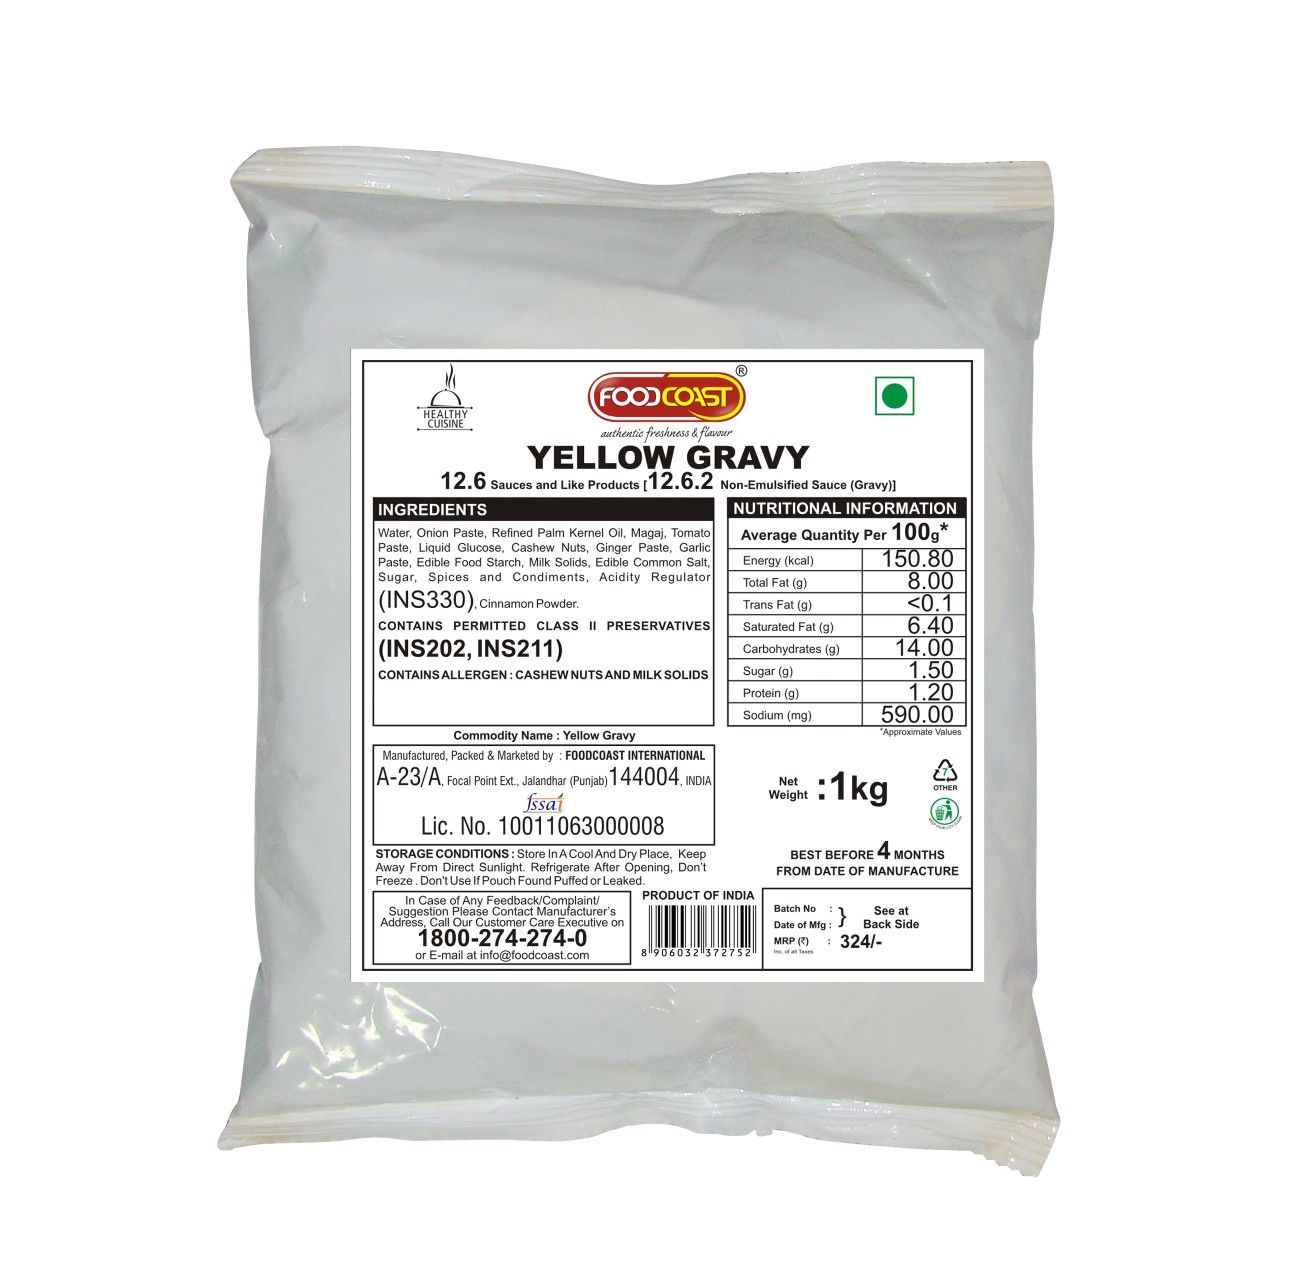 HEALTHY
CUISINE
FOODCOAST®
authentic freshness & flavour
YELLOW GRAVY
12.6 Sauces and Like Products [12.6.2 Non-Emulsified Sauce (Gravy)]
INGREDIENTS
Water, Onion Paste, Refined Palm Kernel Oil, Magaj, Tomato
Paste, Liquid Glucose, Cashew Nuts, Ginger Paste, Garlic
Paste, Edible Food Starch, Milk Solids, Edible Common Salt,
Sugar, Spices and Condiments, Acidity Regulator
(INS330), Cinnamon Powder.
CONTAINS PERMITTED CLASS II PRESERVATIVES
(INS202, INS211)
CONTAINS ALLERGEN : CASHEW NUTS AND MILK SOLIDS
NUTRITIONAL INFORMATION
Average Quantity Per 100g*
Energy (kcal) 150.80
Total Fat (g) 8.00
Trans Fat (g) <0.1
Saturated Fat (g) 6.40
Carbohydrates (g) 14.00
Sugar (g) 1.50
Protein (g) 1.20
Sodium (mg) 590.00
*Approximate Values
Commodity Name : Yellow Gravy
Manufactured, Packed & Marketed by : FOODCOAST INTERNATIONAL
A-23/A, Focal Point Ext., Jalandhar (Punjab) 144004, INDIA
fssai
Lic. No. 10011063000008
Net
Weight : 1kg
7
OTHER
STORAGE CONDITIONS : Store In A Cool And Dry Place, Keep
Away From Direct Sunlight. Refrigerate After Opening, Don't
Freeze . Don't Use If Pouch Found Puffed or Leaked.
BEST BEFORE 4 MONTHS
FROM DATE OF MANUFACTURE
In Case of Any Feedback/Complaint/
Suggestion Please Contact Manufacturer's
Address, Call Our Customer Care Executive on
1800-274-274-0
or E-mail at info@foodcoast.com
PRODUCT OF INDIA
8 906032 372752
Batch No : } See at
Date of Mfg : Back Side
MRP (₹) : 324/-
Inc. of all Taxes